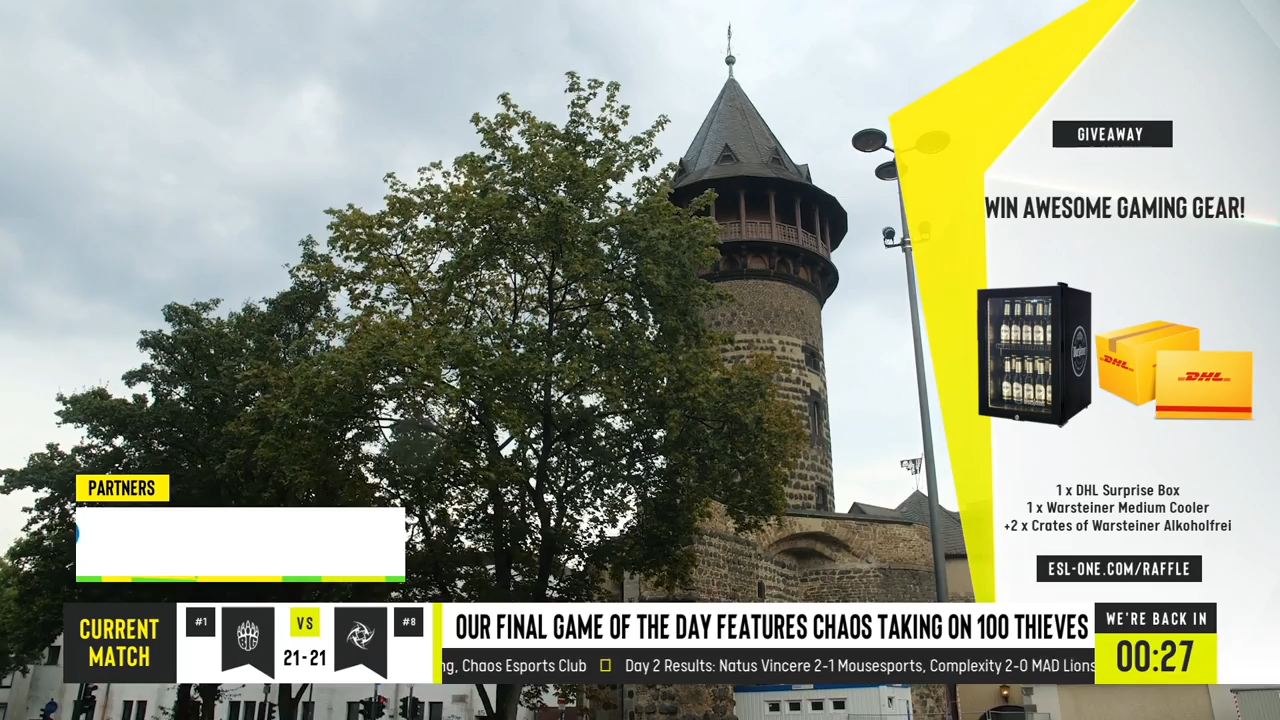 GIVEAWAY
WIN AWESOME GAMING GEAR!
DHL
DHL
1 x DHL Surprise Box
1 x Warsteiner Medium Cooler
+2 x Crates of Warsteiner Alkoholfrei
ESL-ONE.COM/RAFFLE
PARTNERS
CURRENT
MATCH
#1
VS
#8
21-21
OUR FINAL GAME OF THE DAY FEATURES CHAOS TAKING ON 100 THIEVES
ng, Chaos Esports Club Day 2 Results: Natus Vincere 2-1 Mousesports, Complexity 2-0 MAD Lions
WE'RE BACK IN
00:27